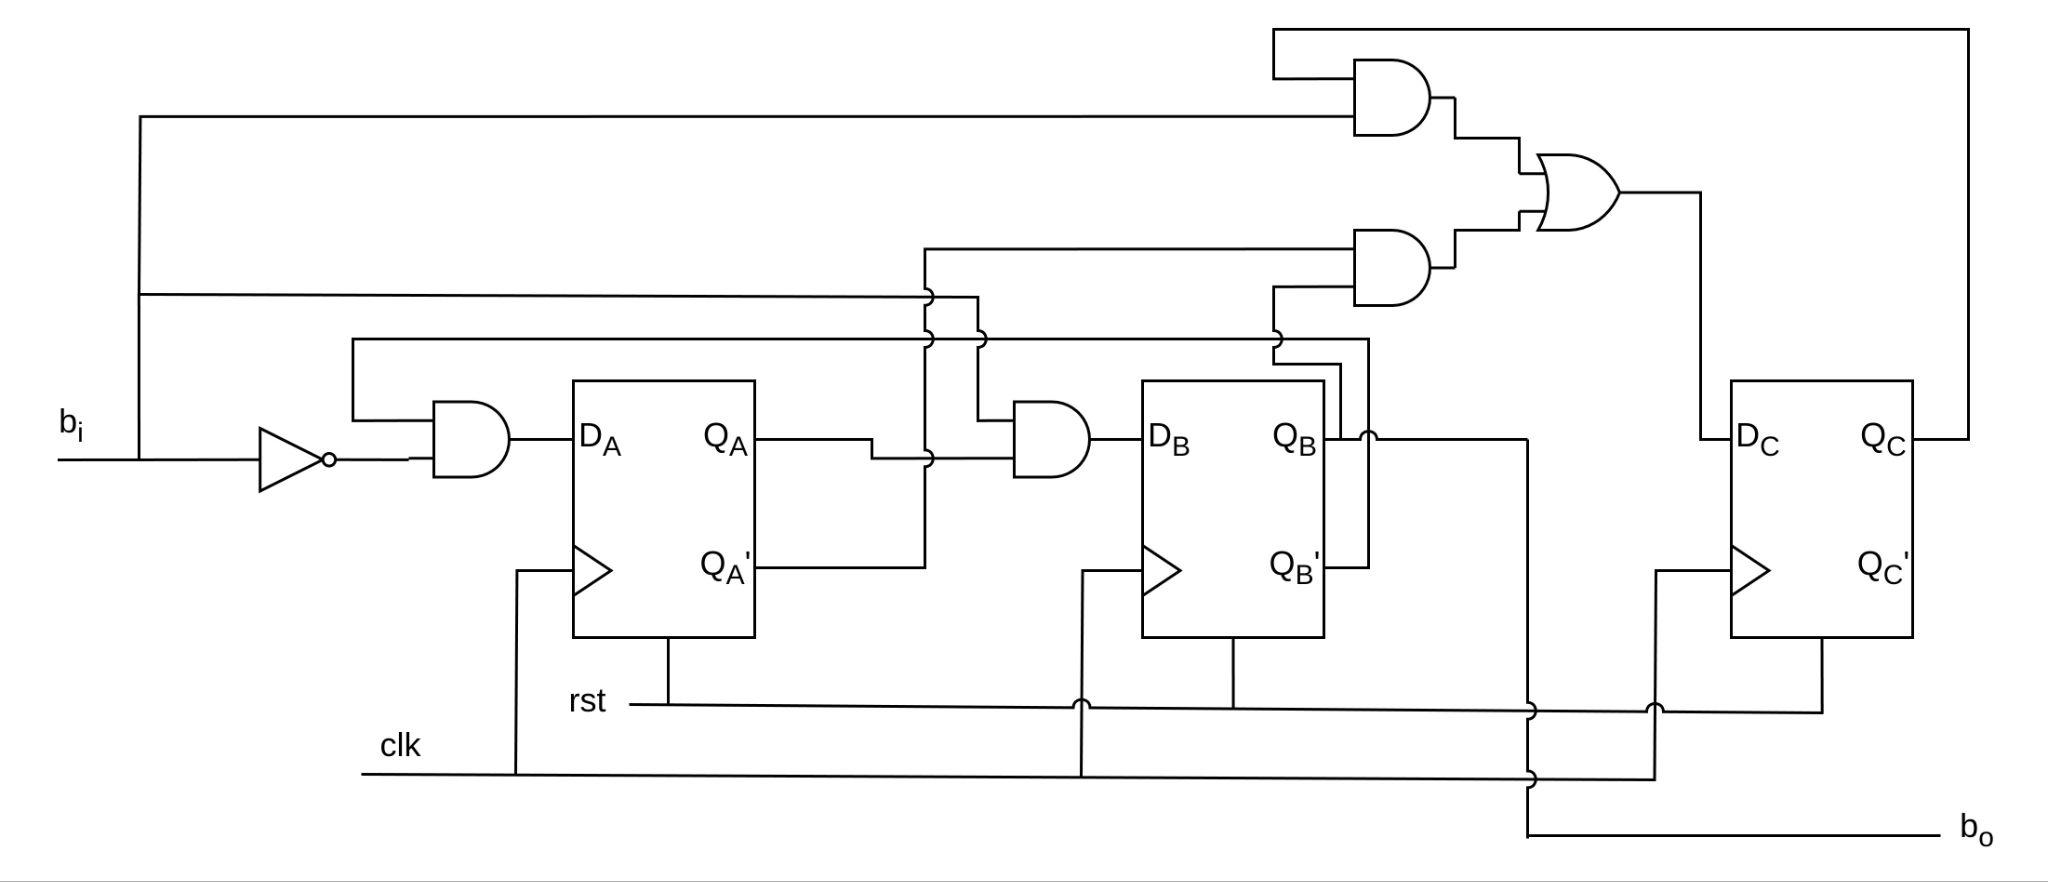 bi
DA QA
QA'
DB QB
QB'
DC QC
QC'
rst
clk
bo